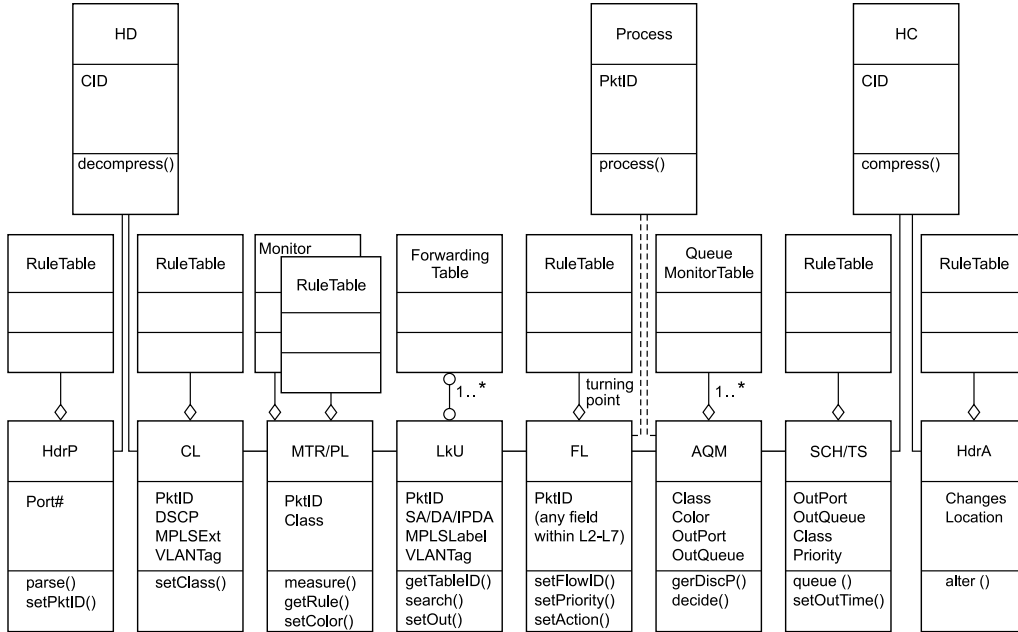 HD
CID
decompress()
Process
PktID
process()
HC
CID
compress()
RuleTable
RuleTable
Monitor
RuleTable
Forwarding
Table
RuleTable
Queue
MonitorTable
RuleTable
RuleTable
1..*
turning
point
1..*
HdrP
Port#
parse()
setPktID()
CL
PktID
DSCP
MPLSExt
VLANTag
setClass()
MTR/PL
PktID
Class
measure()
getRule()
setColor()
LkU
PktID
SA/DA/IPDA
MPLSLabel
VLANTag
getTableID()
search()
setOut()
FL
PktID
(any field
within L2-L7)
setFlowID()
setPriority()
setAction()
AQM
Class
Color
OutPort
OutQueue
gerDiscP()
decide()
SCH/TS
OutPort
OutQueue
Class
Priority
queue ()
setOutTime()
HdrA
Changes
Location
alter ()